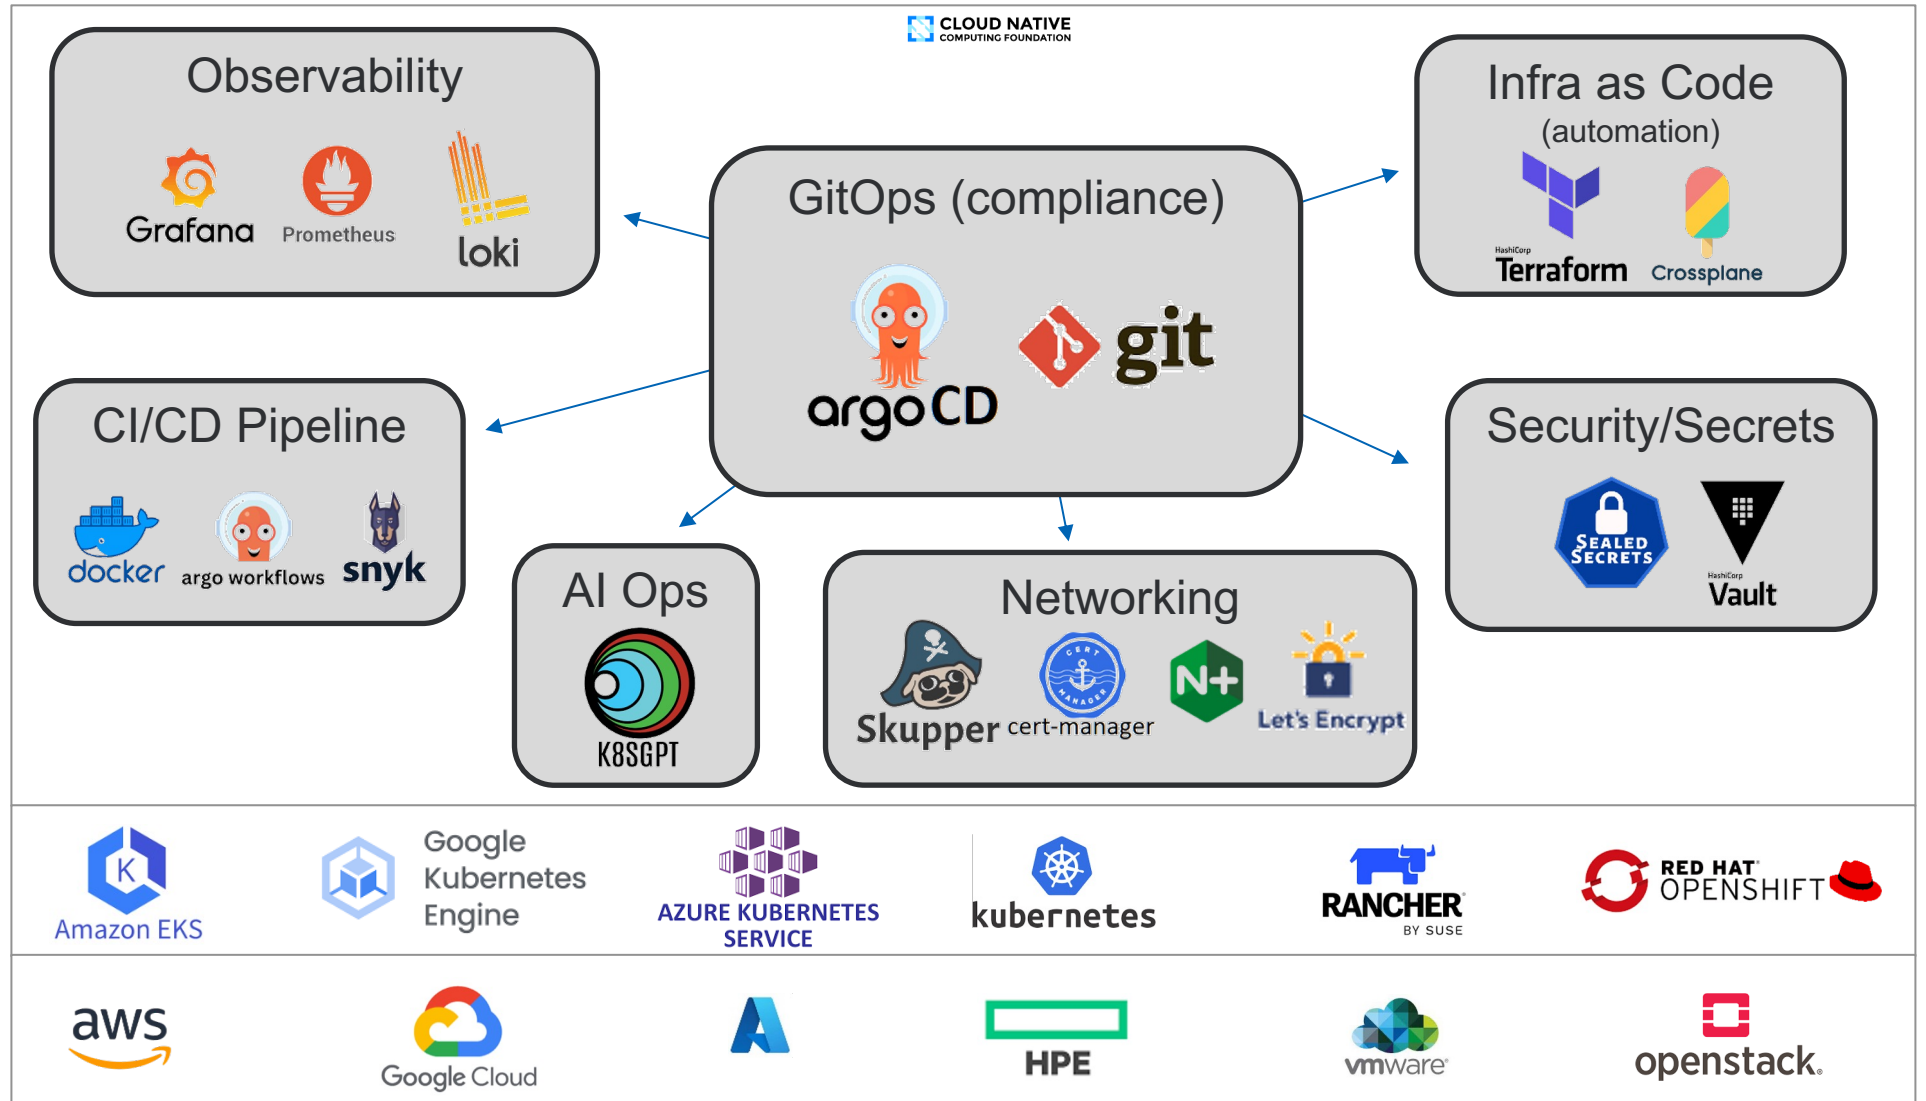 CLOUD NATIVE
COMPUTING FOUNDATION
Observability
Grafana
Prometheus
loki
GitOps (compliance)
argo CD
git
Infra as Code
(automation)
HashiCorp
Terraform
Crossplane
CI/CD Pipeline
docker
argo workflows
snyk
AI Ops
K8SGPT
Networking
Skupper
CERT
MANAGER
cert-manager
N+
Let's Encrypt
Security/Secrets
SEALED
SECRETS
HashiCorp
Vault
K
Amazon EKS
Google
Kubernetes
Engine
AZURE KUBERNETES
SERVICE
kubernetes
RANCHER®
BY SUSE
RED HAT®
OPENSHIFT
aws
Google Cloud
HPE
vmware®
openstack®